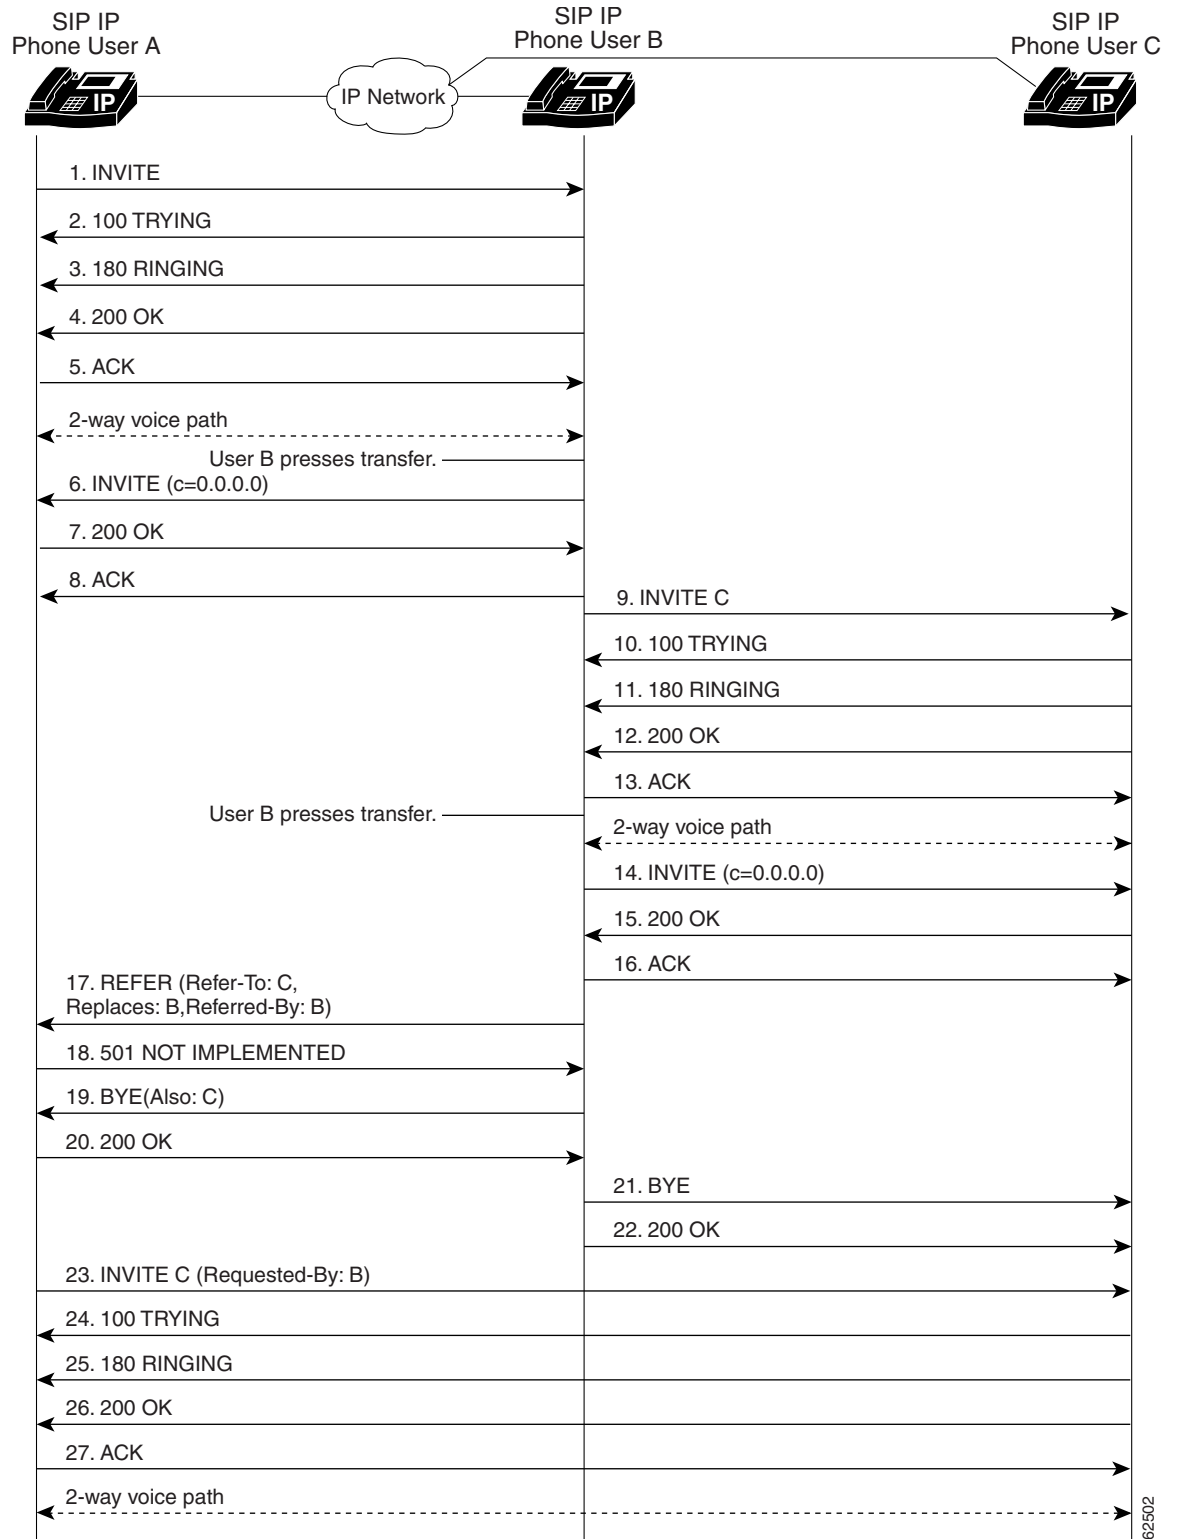 SIP IP
Phone User A
SIP IP
Phone User B
SIP IP
Phone User C
IP
IP Network
IP
IP
1. INVITE
2. 100 TRYING
3. 180 RINGING
4. 200 OK
5. ACK
2-way voice path
User B presses transfer.
6. INVITE (c=0.0.0.0)
7. 200 OK
8. ACK
9. INVITE C
10. 100 TRYING
11. 180 RINGING
12. 200 OK
13. ACK
User B presses transfer.
2-way voice path
14. INVITE (c=0.0.0.0)
15. 200 OK
16. ACK
17. REFER (Refer-To: C,
Replaces: B,Referred-By: B)
18. 501 NOT IMPLEMENTED
19. BYE(Also: C)
20. 200 OK
21. BYE
22. 200 OK
23. INVITE C (Requested-By: B)
24. 100 TRYING
25. 180 RINGING
26. 200 OK
27. ACK
2-way voice path
62502